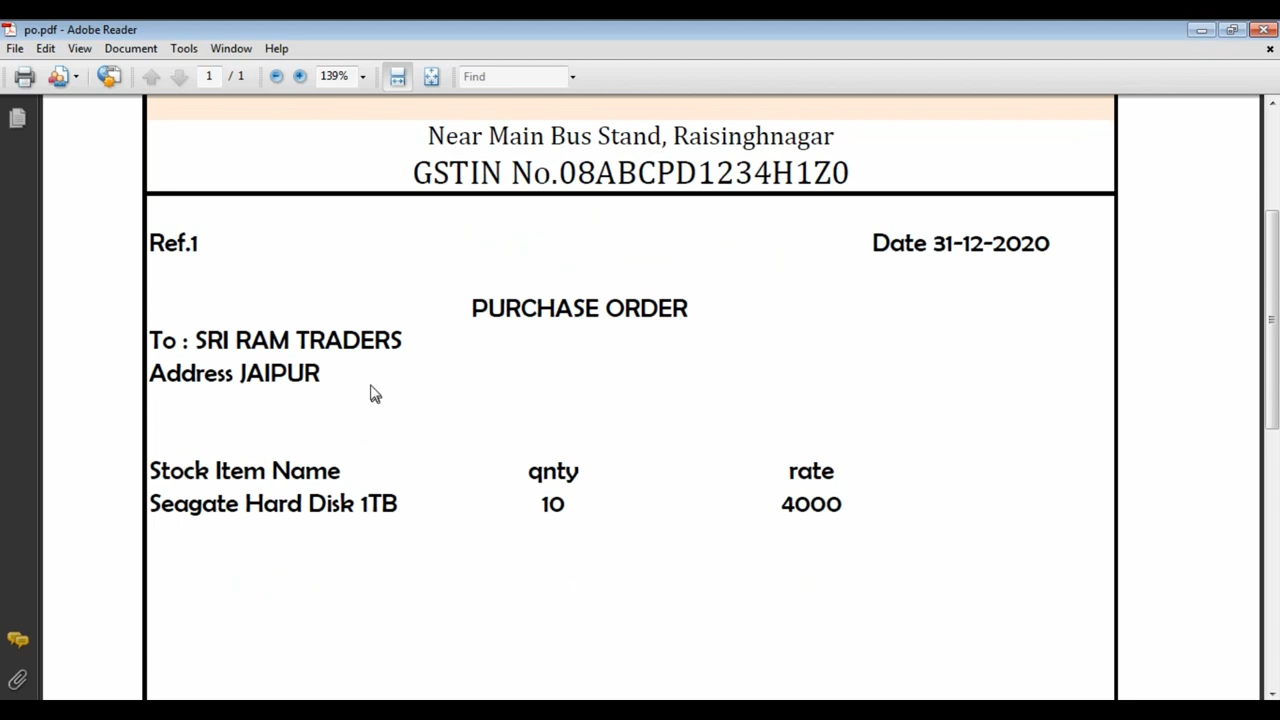 po.pdf - Adobe Reader
File Edit View Document Tools Window Help
1 / 1 139% Find
Near Main Bus Stand, Raisinghnagar
GSTIN No.08ABCPD1234H1Z0
Ref.1 Date 31-12-2020
PURCHASE ORDER
To : SRI RAM TRADERS
Address JAIPUR
Stock Item Name qnty rate
Seagate Hard Disk 1TB 10 4000